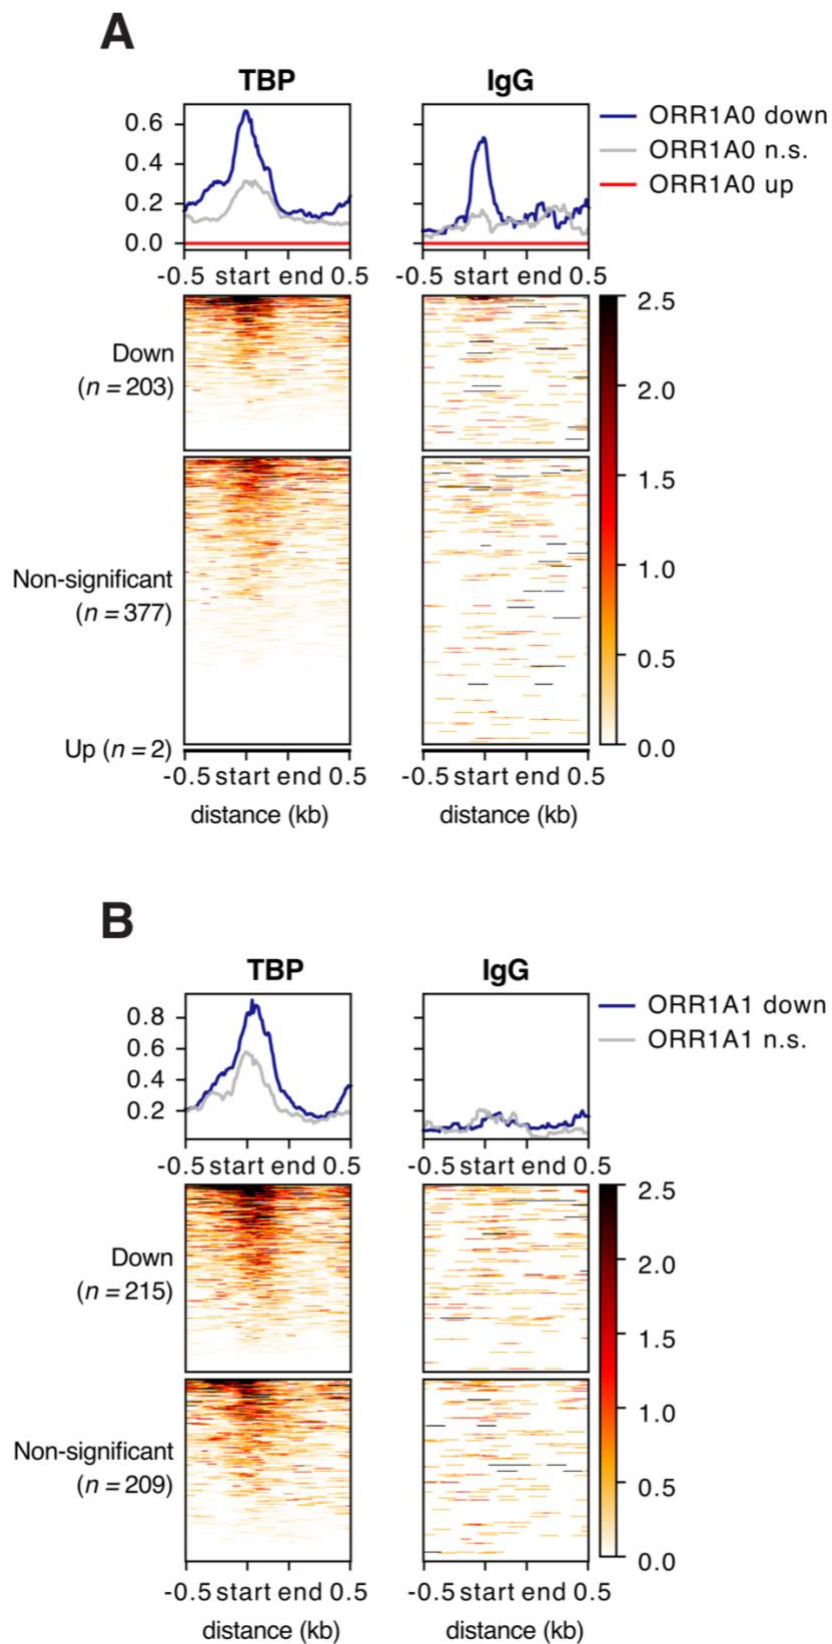 A
TBP IgG
ORR1A0 down
ORR1A0 n.s.
ORR1A0 up
0.6
0.4
0.2
0.0
-0.5 start end 0.5 -0.5 start end 0.5
Down
(n = 203)
Non-significant
(n = 377)
Up (n = 2)
2.5
2.0
1.5
1.0
0.5
0.0
-0.5 start end 0.5 -0.5 start end 0.5
distance (kb) distance (kb)
B
TBP IgG
ORR1A1 down
ORR1A1 n.s.
0.8
0.6
0.4
0.2
-0.5 start end 0.5 -0.5 start end 0.5
Down
(n = 215)
Non-significant
(n = 209)
2.5
2.0
1.5
1.0
0.5
0.0
-0.5 start end 0.5 -0.5 start end 0.5
distance (kb) distance (kb)